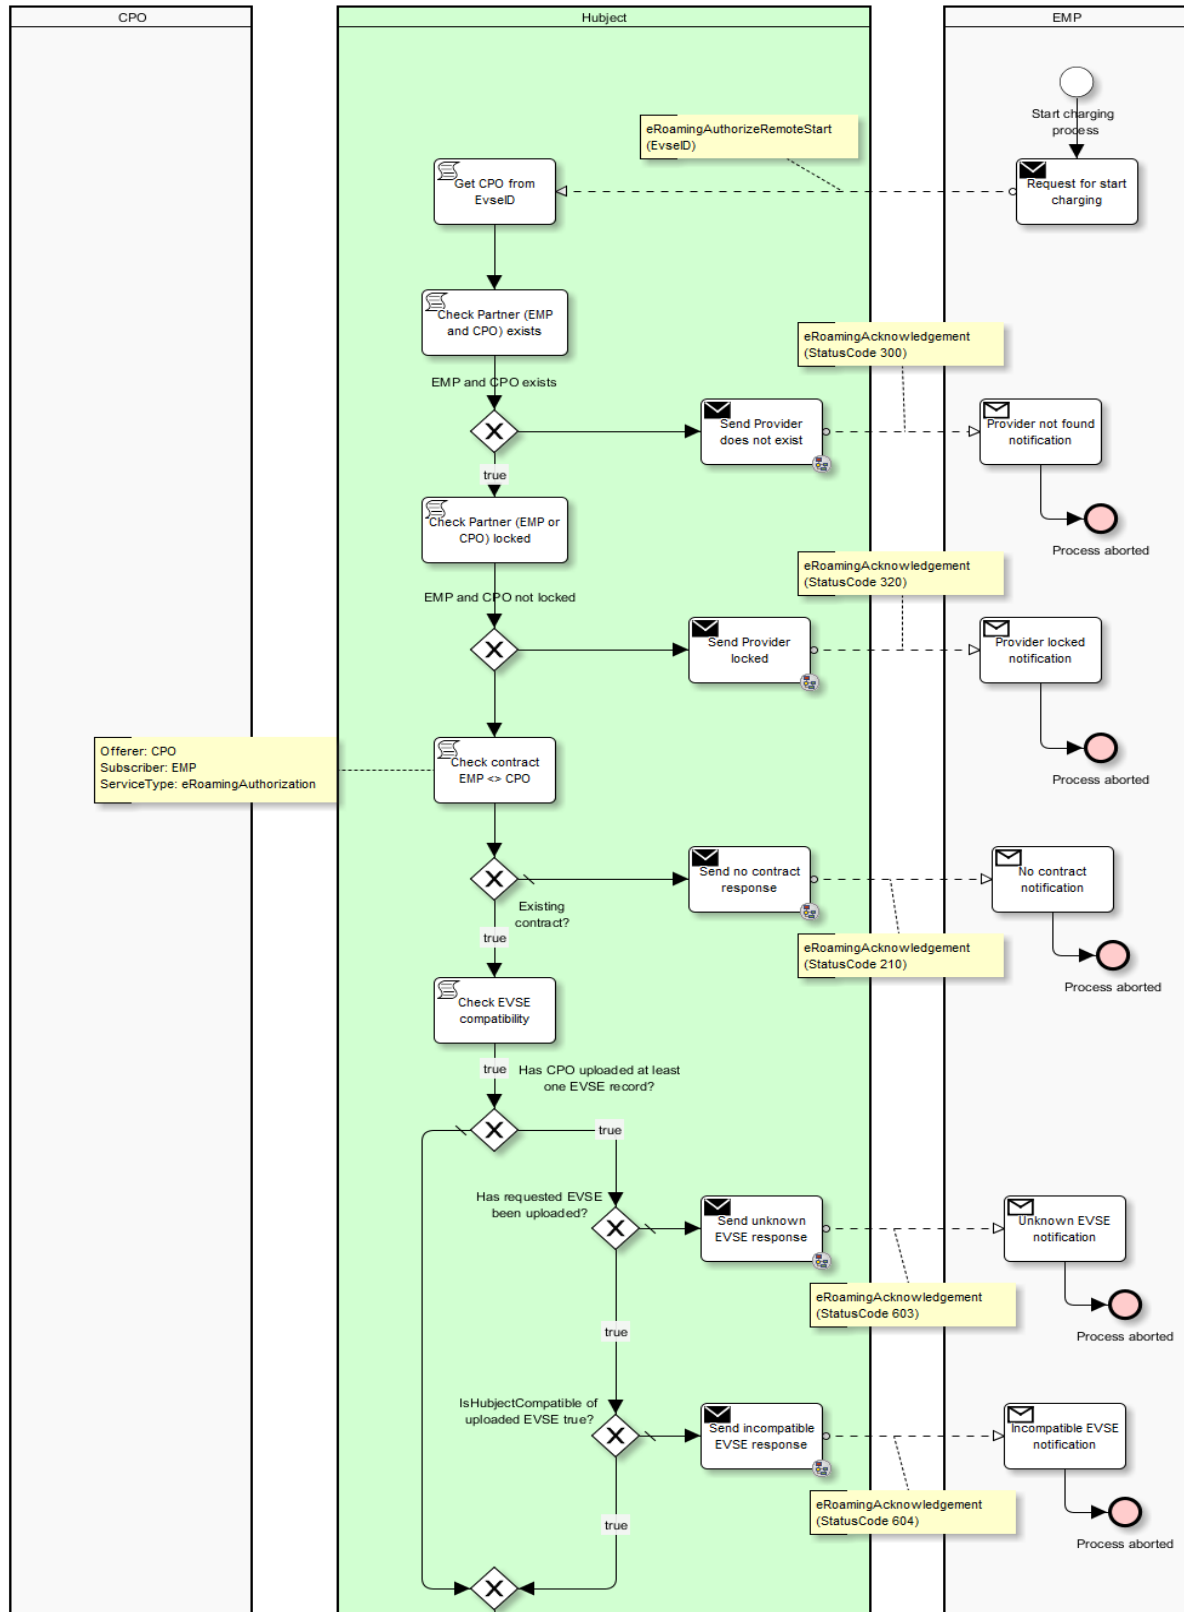 CPO
Hubject
EMP
Start charging
process
eRoamingAuthorizeRemoteStart
(EvseID)
Get CPO from
EvseID
Request for start
charging
Check Partner (EMP
and CPO) exists
eRoamingAcknowledgement
(StatusCode 300)
EMP and CPO exists
Send Provider
does not exist
Provider not found
notification
true
Check Partner (EMP or
CPO) locked
Process aborted
eRoamingAcknowledgement
(StatusCode 320)
EMP and CPO not locked
Send Provider
locked
Provider locked
notification
Offerer: CPO
Subscriber: EMP
ServiceType: eRoamingAuthorization
Check contract
EMP <> CPO
Process aborted
Send no contract
response
No contract
notification
Existing
contract?
true
eRoamingAcknowledgement
(StatusCode 210)
Process aborted
Check EVSE
compatibility
true
Has CPO uploaded at least
one EVSE record?
true
Has requested EVSE
been uploaded?
Send unknown
EVSE response
Unknown EVSE
notification
eRoamingAcknowledgement
(StatusCode 603)
true
Process aborted
IsHubjectCompatible of
uploaded EVSE true?
Send incompatible
EVSE response
Incompatible EVSE
notification
eRoamingAcknowledgement
(StatusCode 604)
true
Process aborted